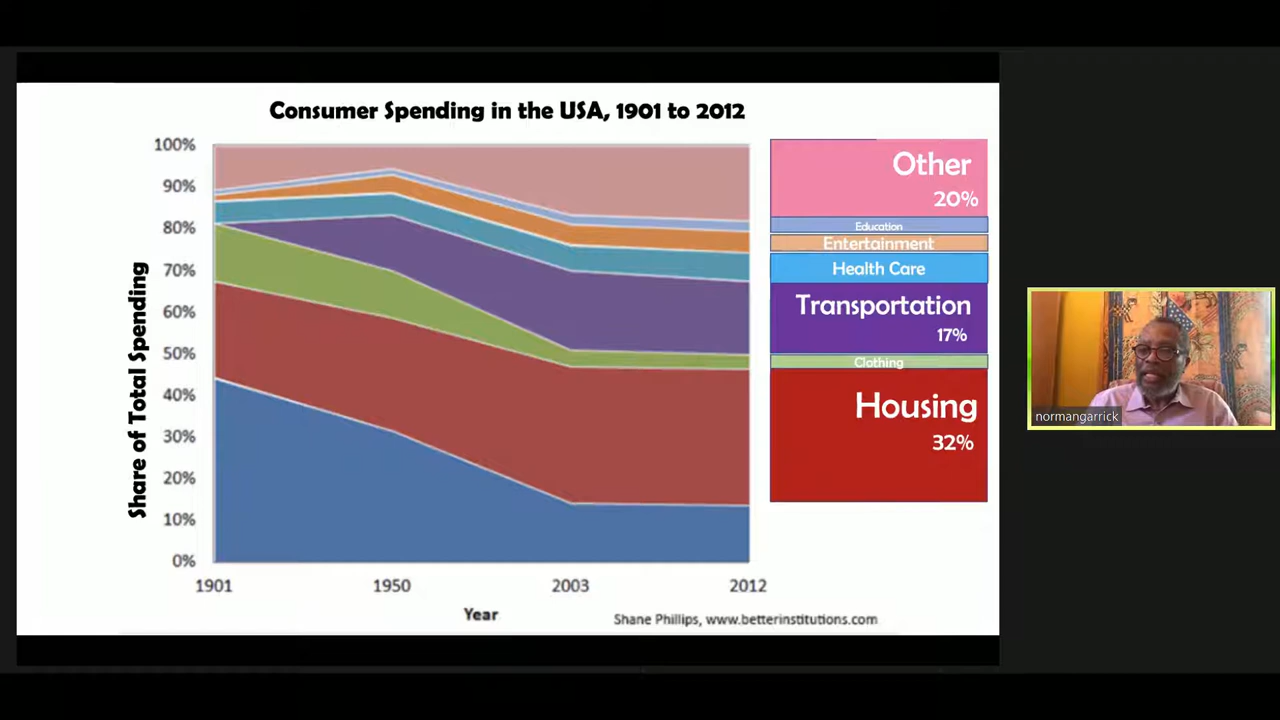 Consumer Spending in the USA, 1901 to 2012
Share of Total Spending
100%
90%
80%
70%
60%
50%
40%
30%
20%
10%
0%
1901
1950
2003
2012
Year
Shane Phillips, www.betterinstitutions.com
Other
20%
Education
Entertainment
Health Care
Transportation
17%
Clothing
Housing
32%
normangarrick